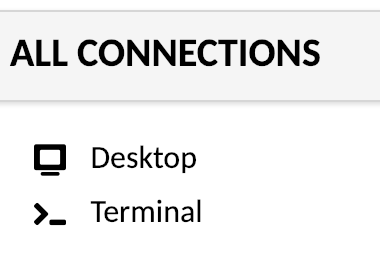 ALL CONNECTIONS
Desktop
Terminal